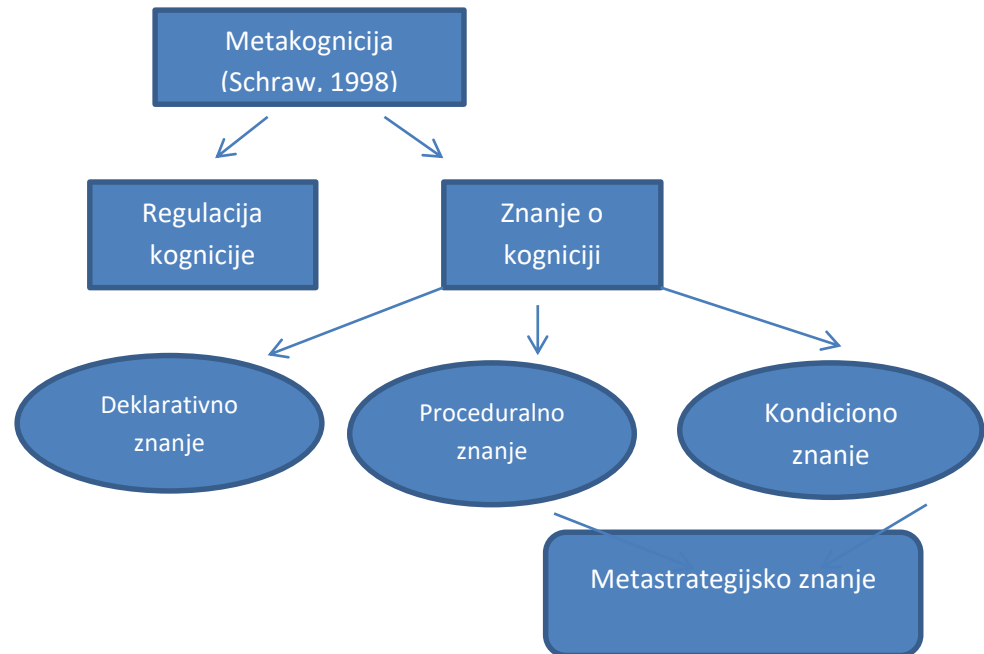 Metakognicija
(Schraw, 1998)
Regulacija
kognicije
Znanje o
kogniciji
Deklarativno
znanje
Proceduralno
znanje
Kondiciono
znanje
Metastrategijsko znanje